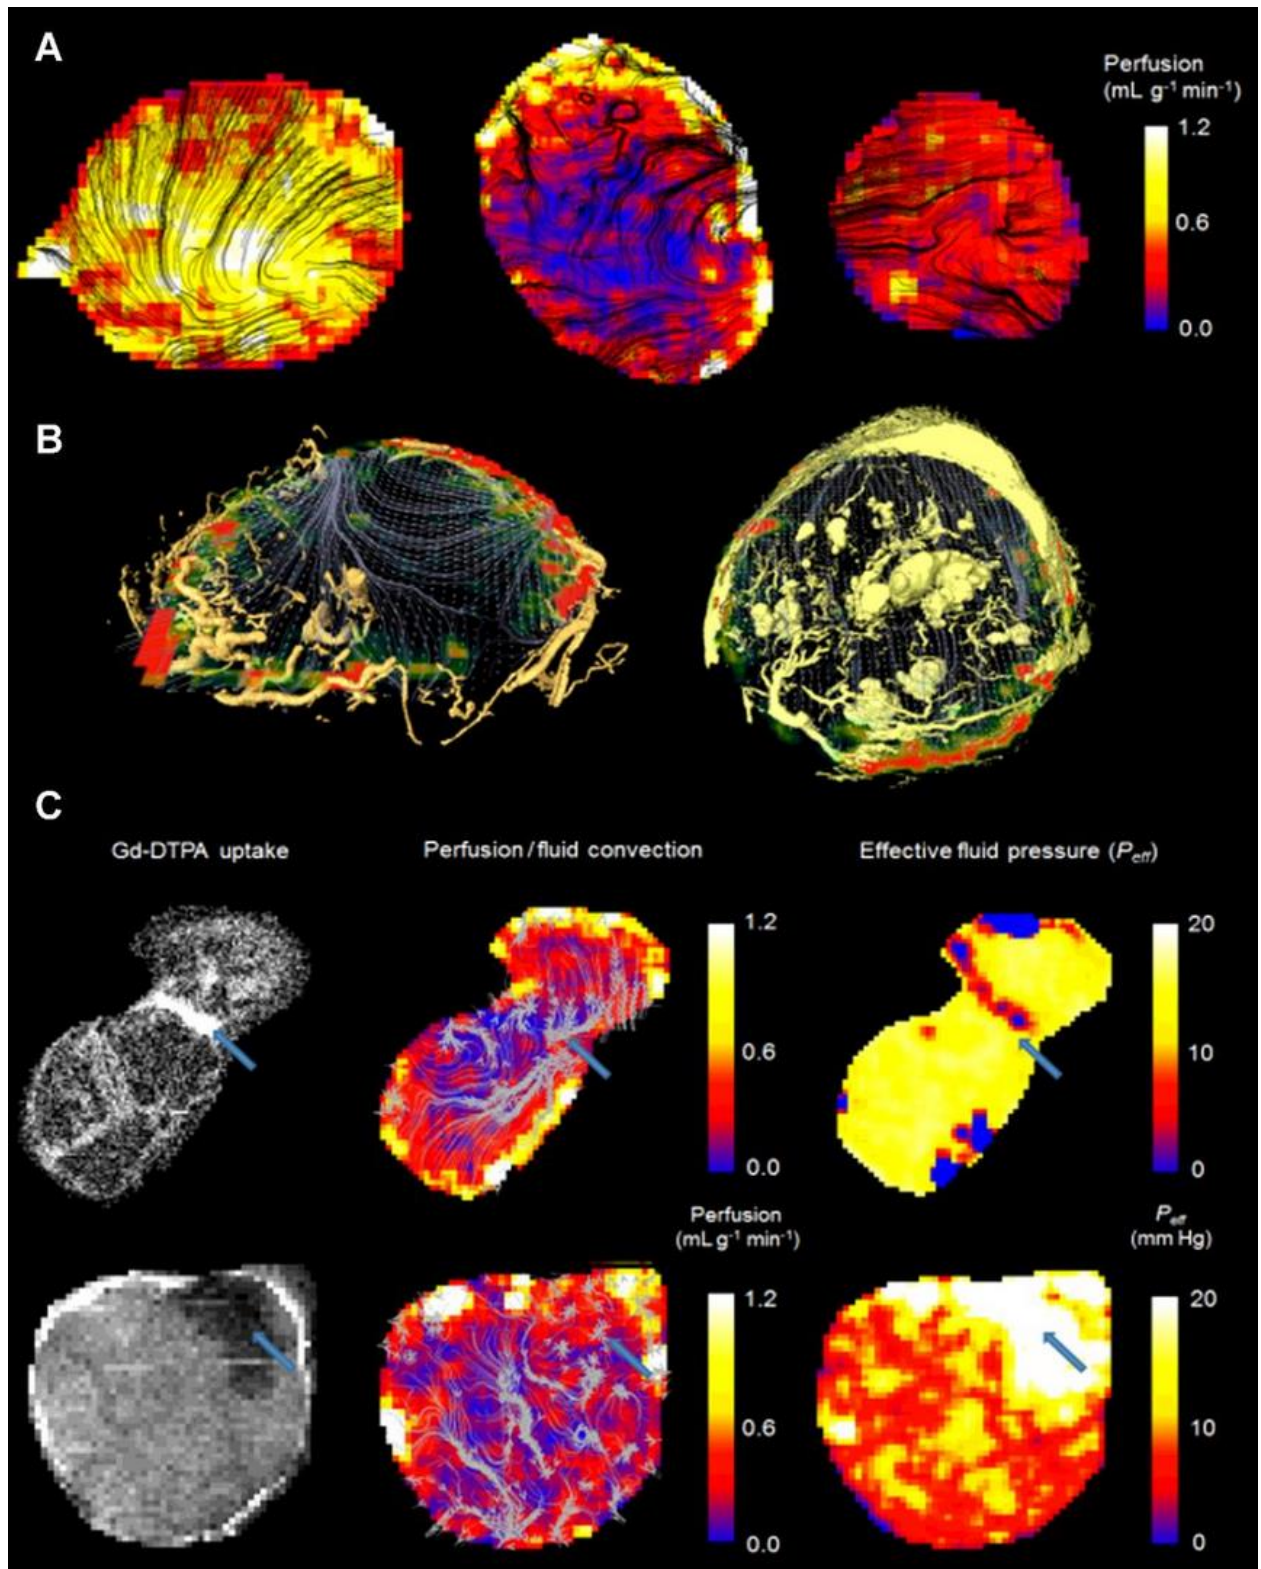 A
Perfusion
(mL g⁻¹ min⁻¹)
1.2
0.6
0.0
B
C
Gd-DTPA uptake
Perfusion/fluid convection
Effective fluid pressure (Peff)
1.2
0.6
0.0
20
10
0
Perfusion
(mL g⁻¹ min⁻¹)
Peff
(mm Hg)
1.2
0.6
0.0
20
10
0